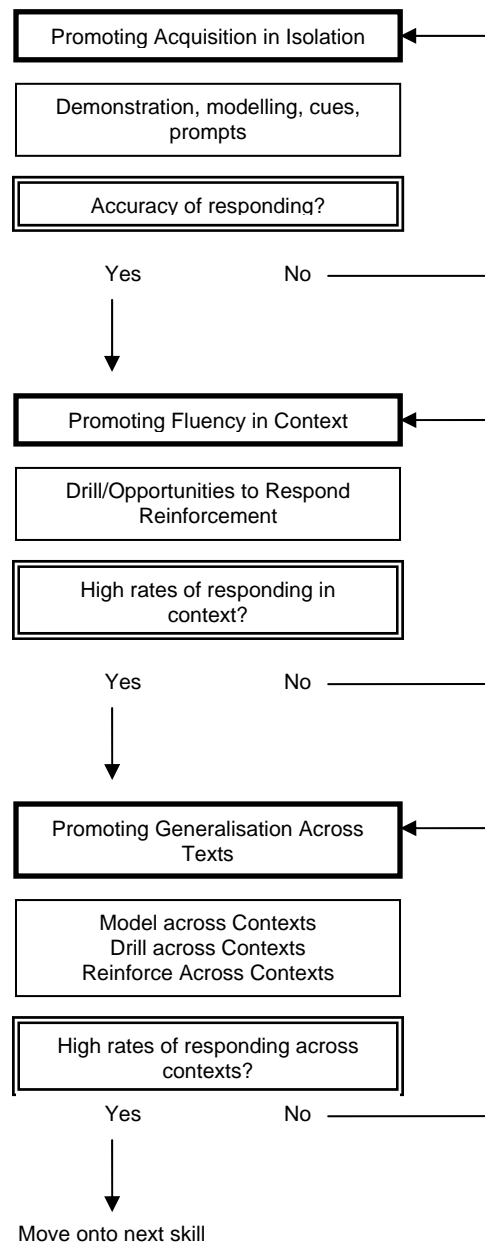 Promoting Acquisition in Isolation
Demonstration, modelling, cues,
prompts
Accuracy of responding?
Yes No
Promoting Fluency in Context
Drill/Opportunities to Respond
Reinforcement
High rates of responding in
context?
Yes No
Promoting Generalisation Across
Texts
Model across Contexts
Drill across Contexts
Reinforce Across Contexts
High rates of responding across
contexts?
Yes No
Move onto next skill